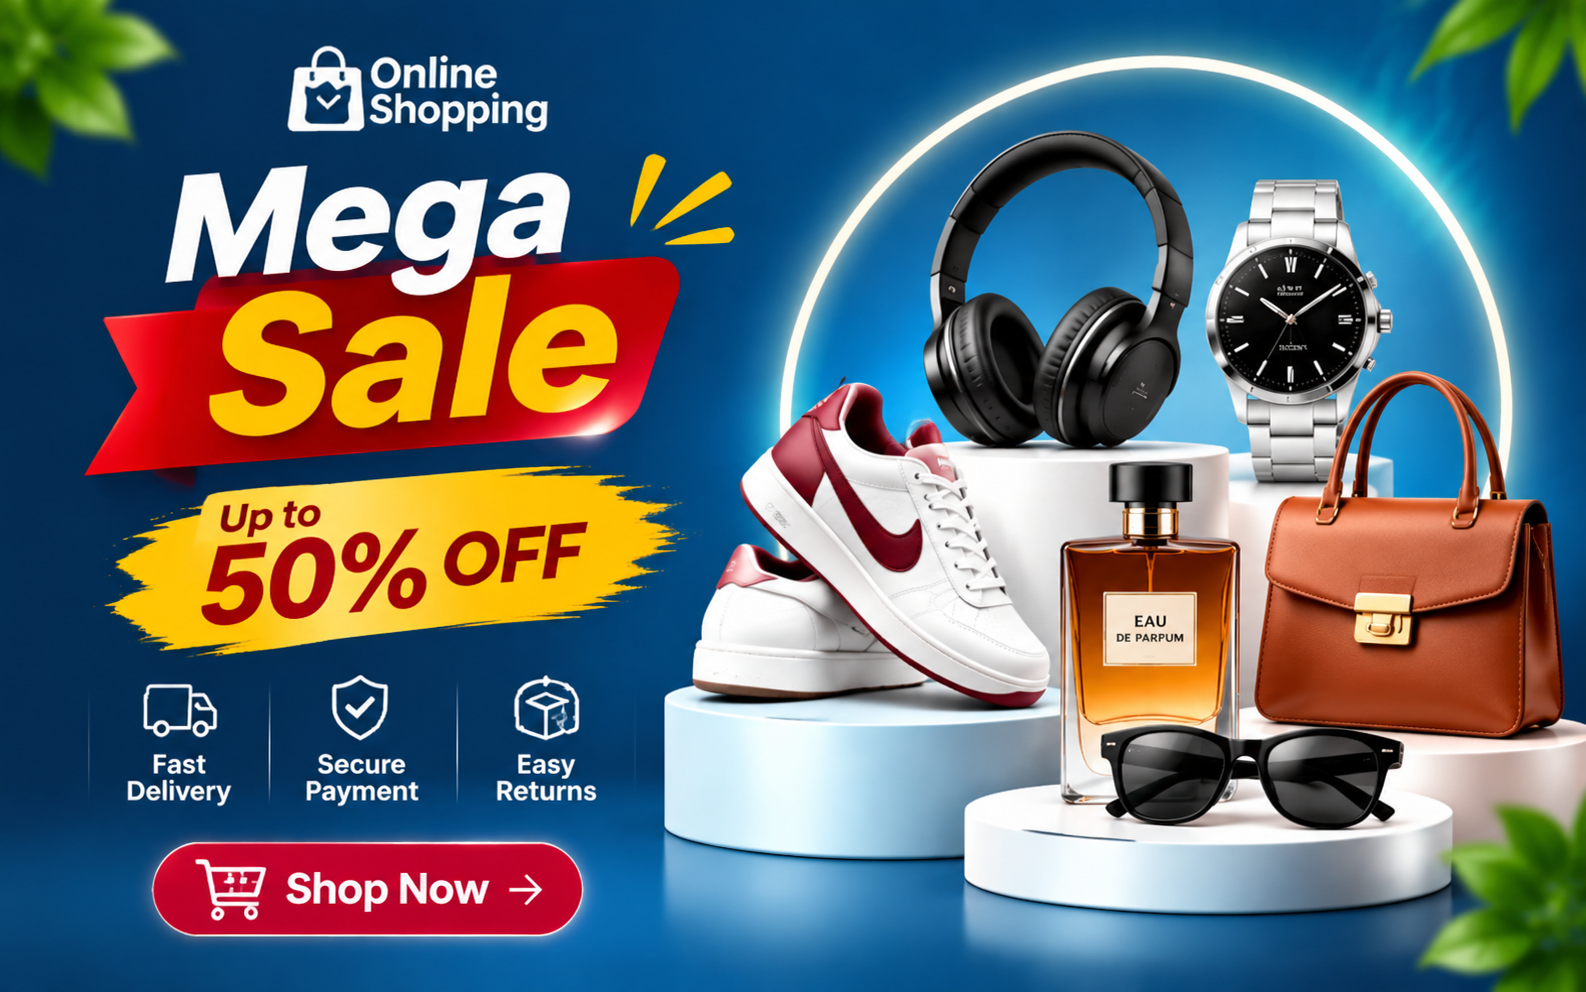 Online
Shopping
Mega
Sale
Up to
50% OFF
Fast
Delivery
Secure
Payment
Easy
Returns
Shop Now
EAU
DE PARFUM